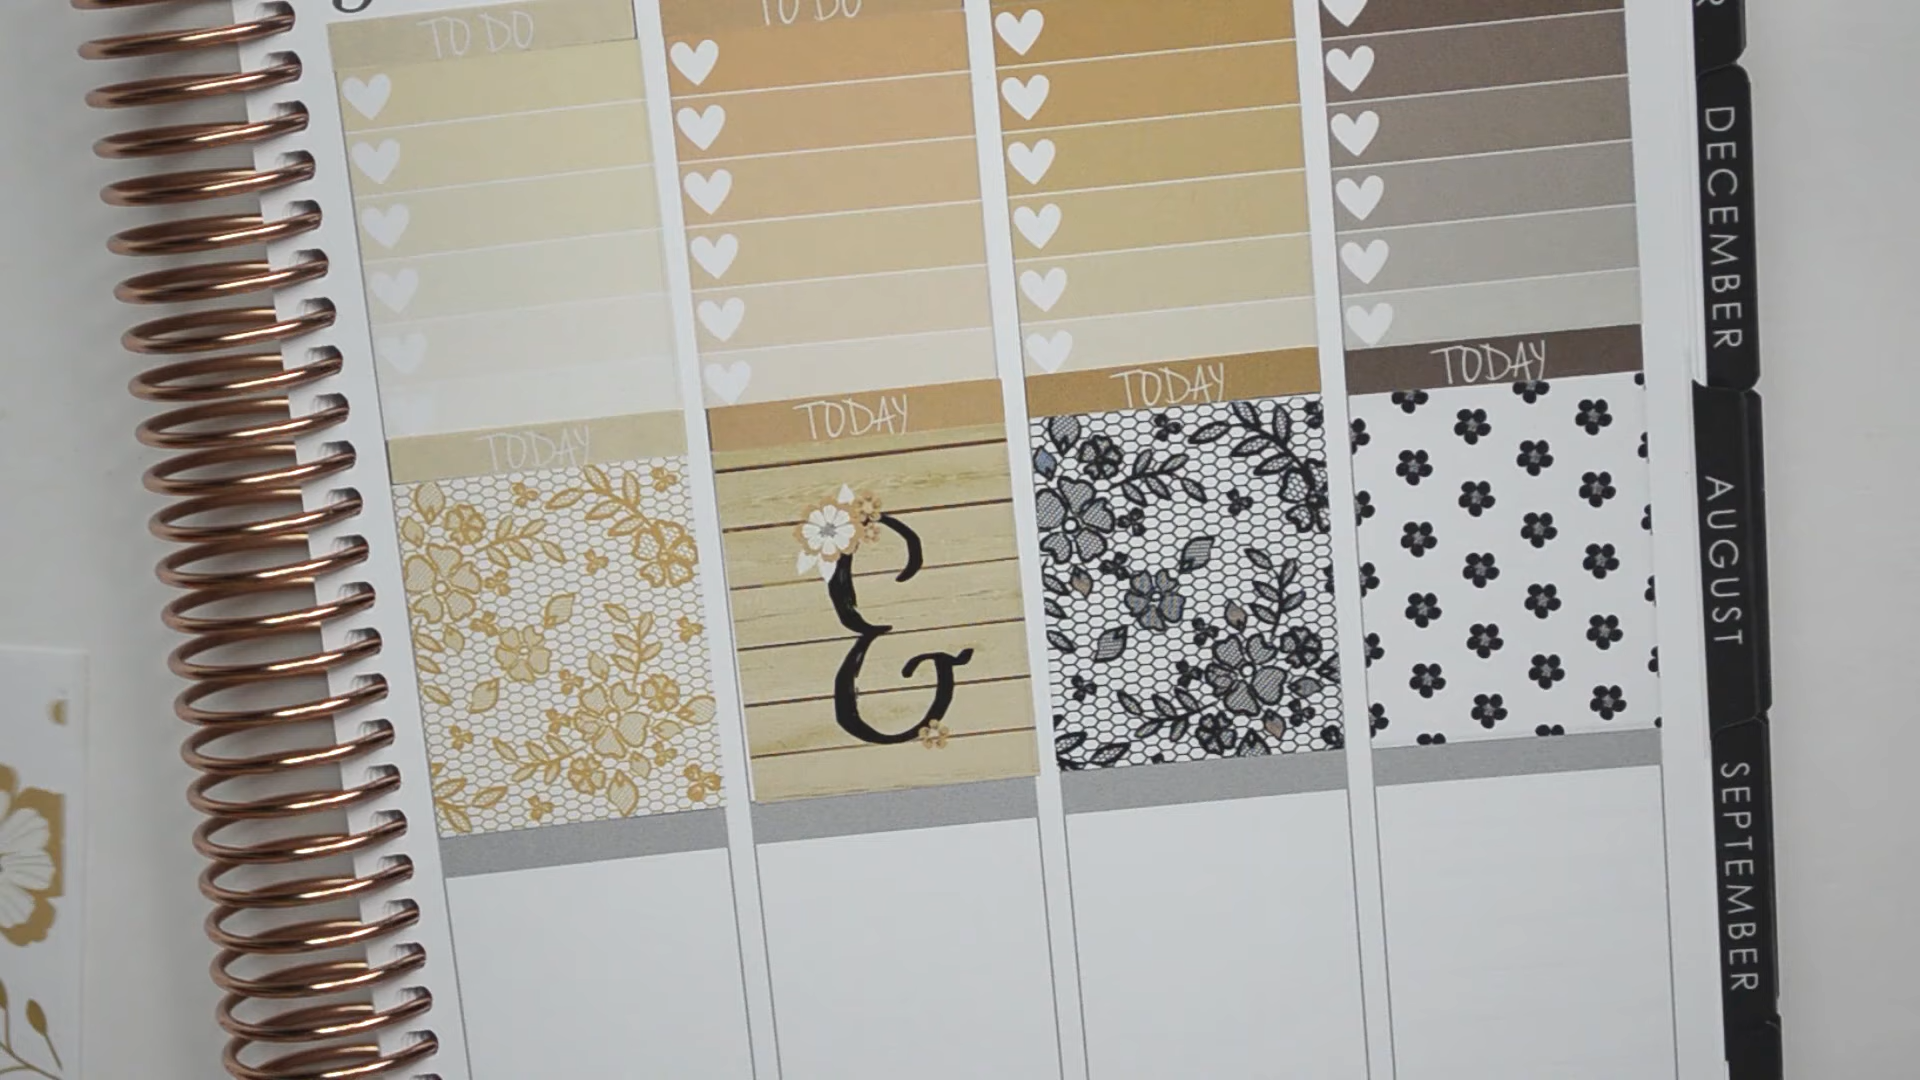 TO DO
TO DO
TODAY
TODAY
TODAY
TODAY
&
DECEMBER
AUGUST
SEPTEMBER